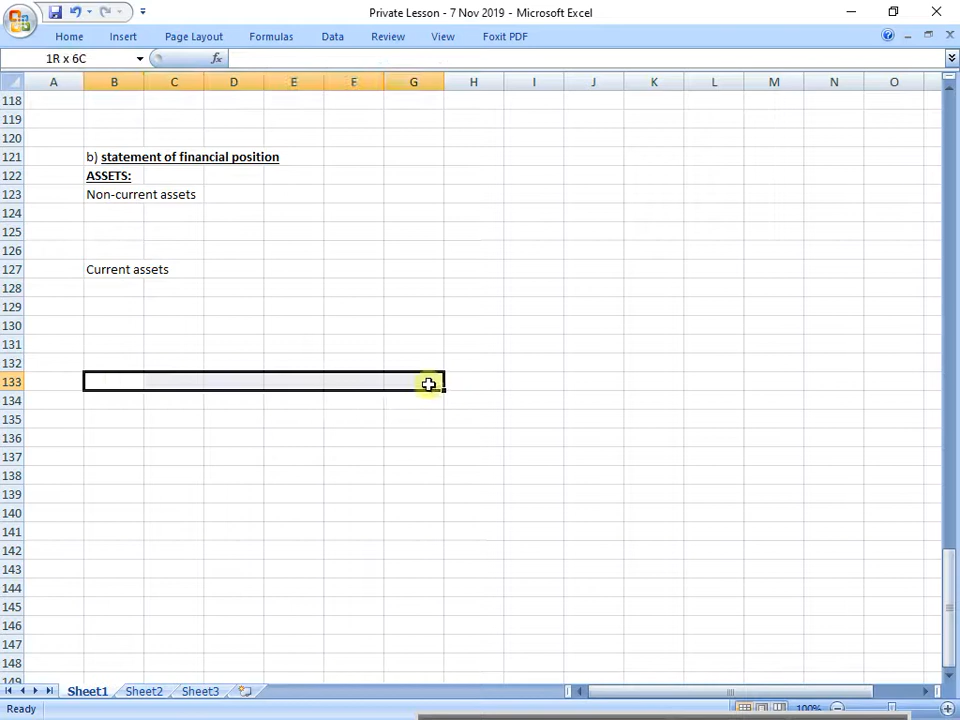 Private Lesson - 7 Nov 2019 - Microsoft Excel
Home Insert Page Layout Formulas Data Review View Foxit PDF
1R x 6C fx
A B C D E F G H I J K L M N O
118
119
120
121 b) statement of financial position
122 ASSETS:
123 Non-current assets
124
125
126
127 Current assets
128
129
130
131
132
133
134
135
136
137
138
139
140
141
142
143
144
145
146
147
148
149
Sheet1 Sheet2 Sheet3
Ready 100%